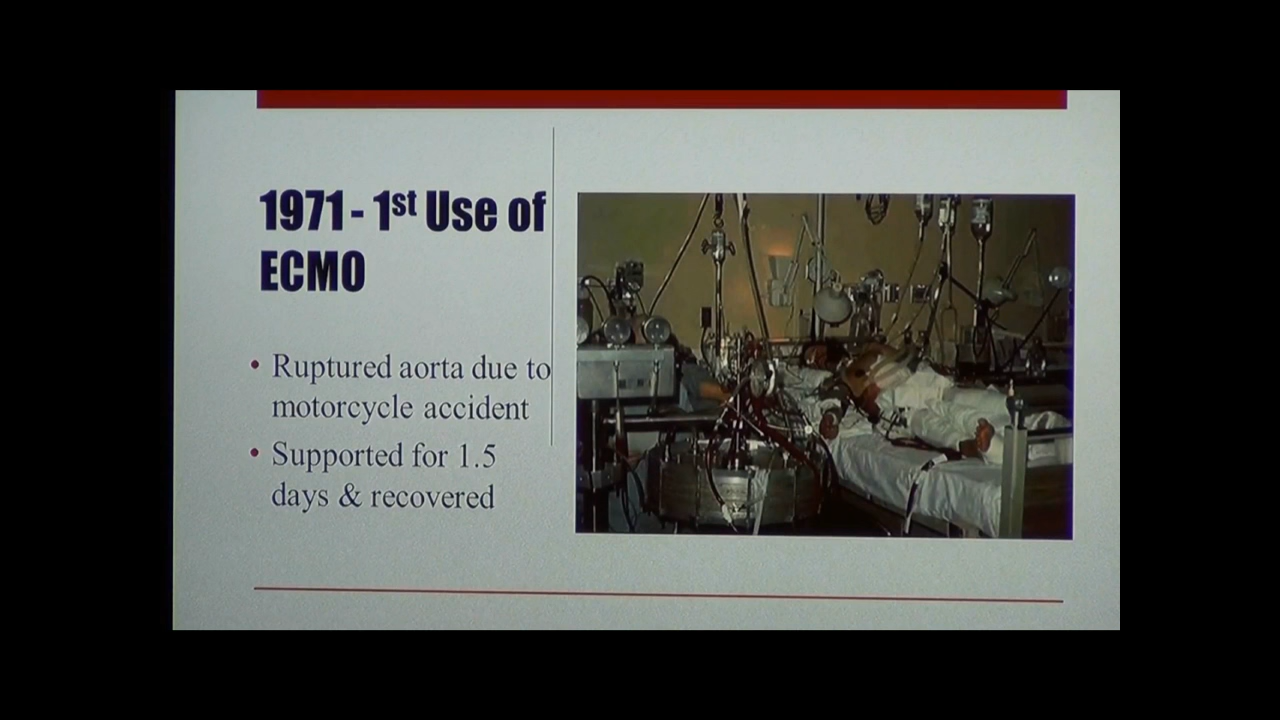 1971 - 1st Use of
ECMO
• Ruptured aorta due to
motorcycle accident
• Supported for 1.5
days & recovered